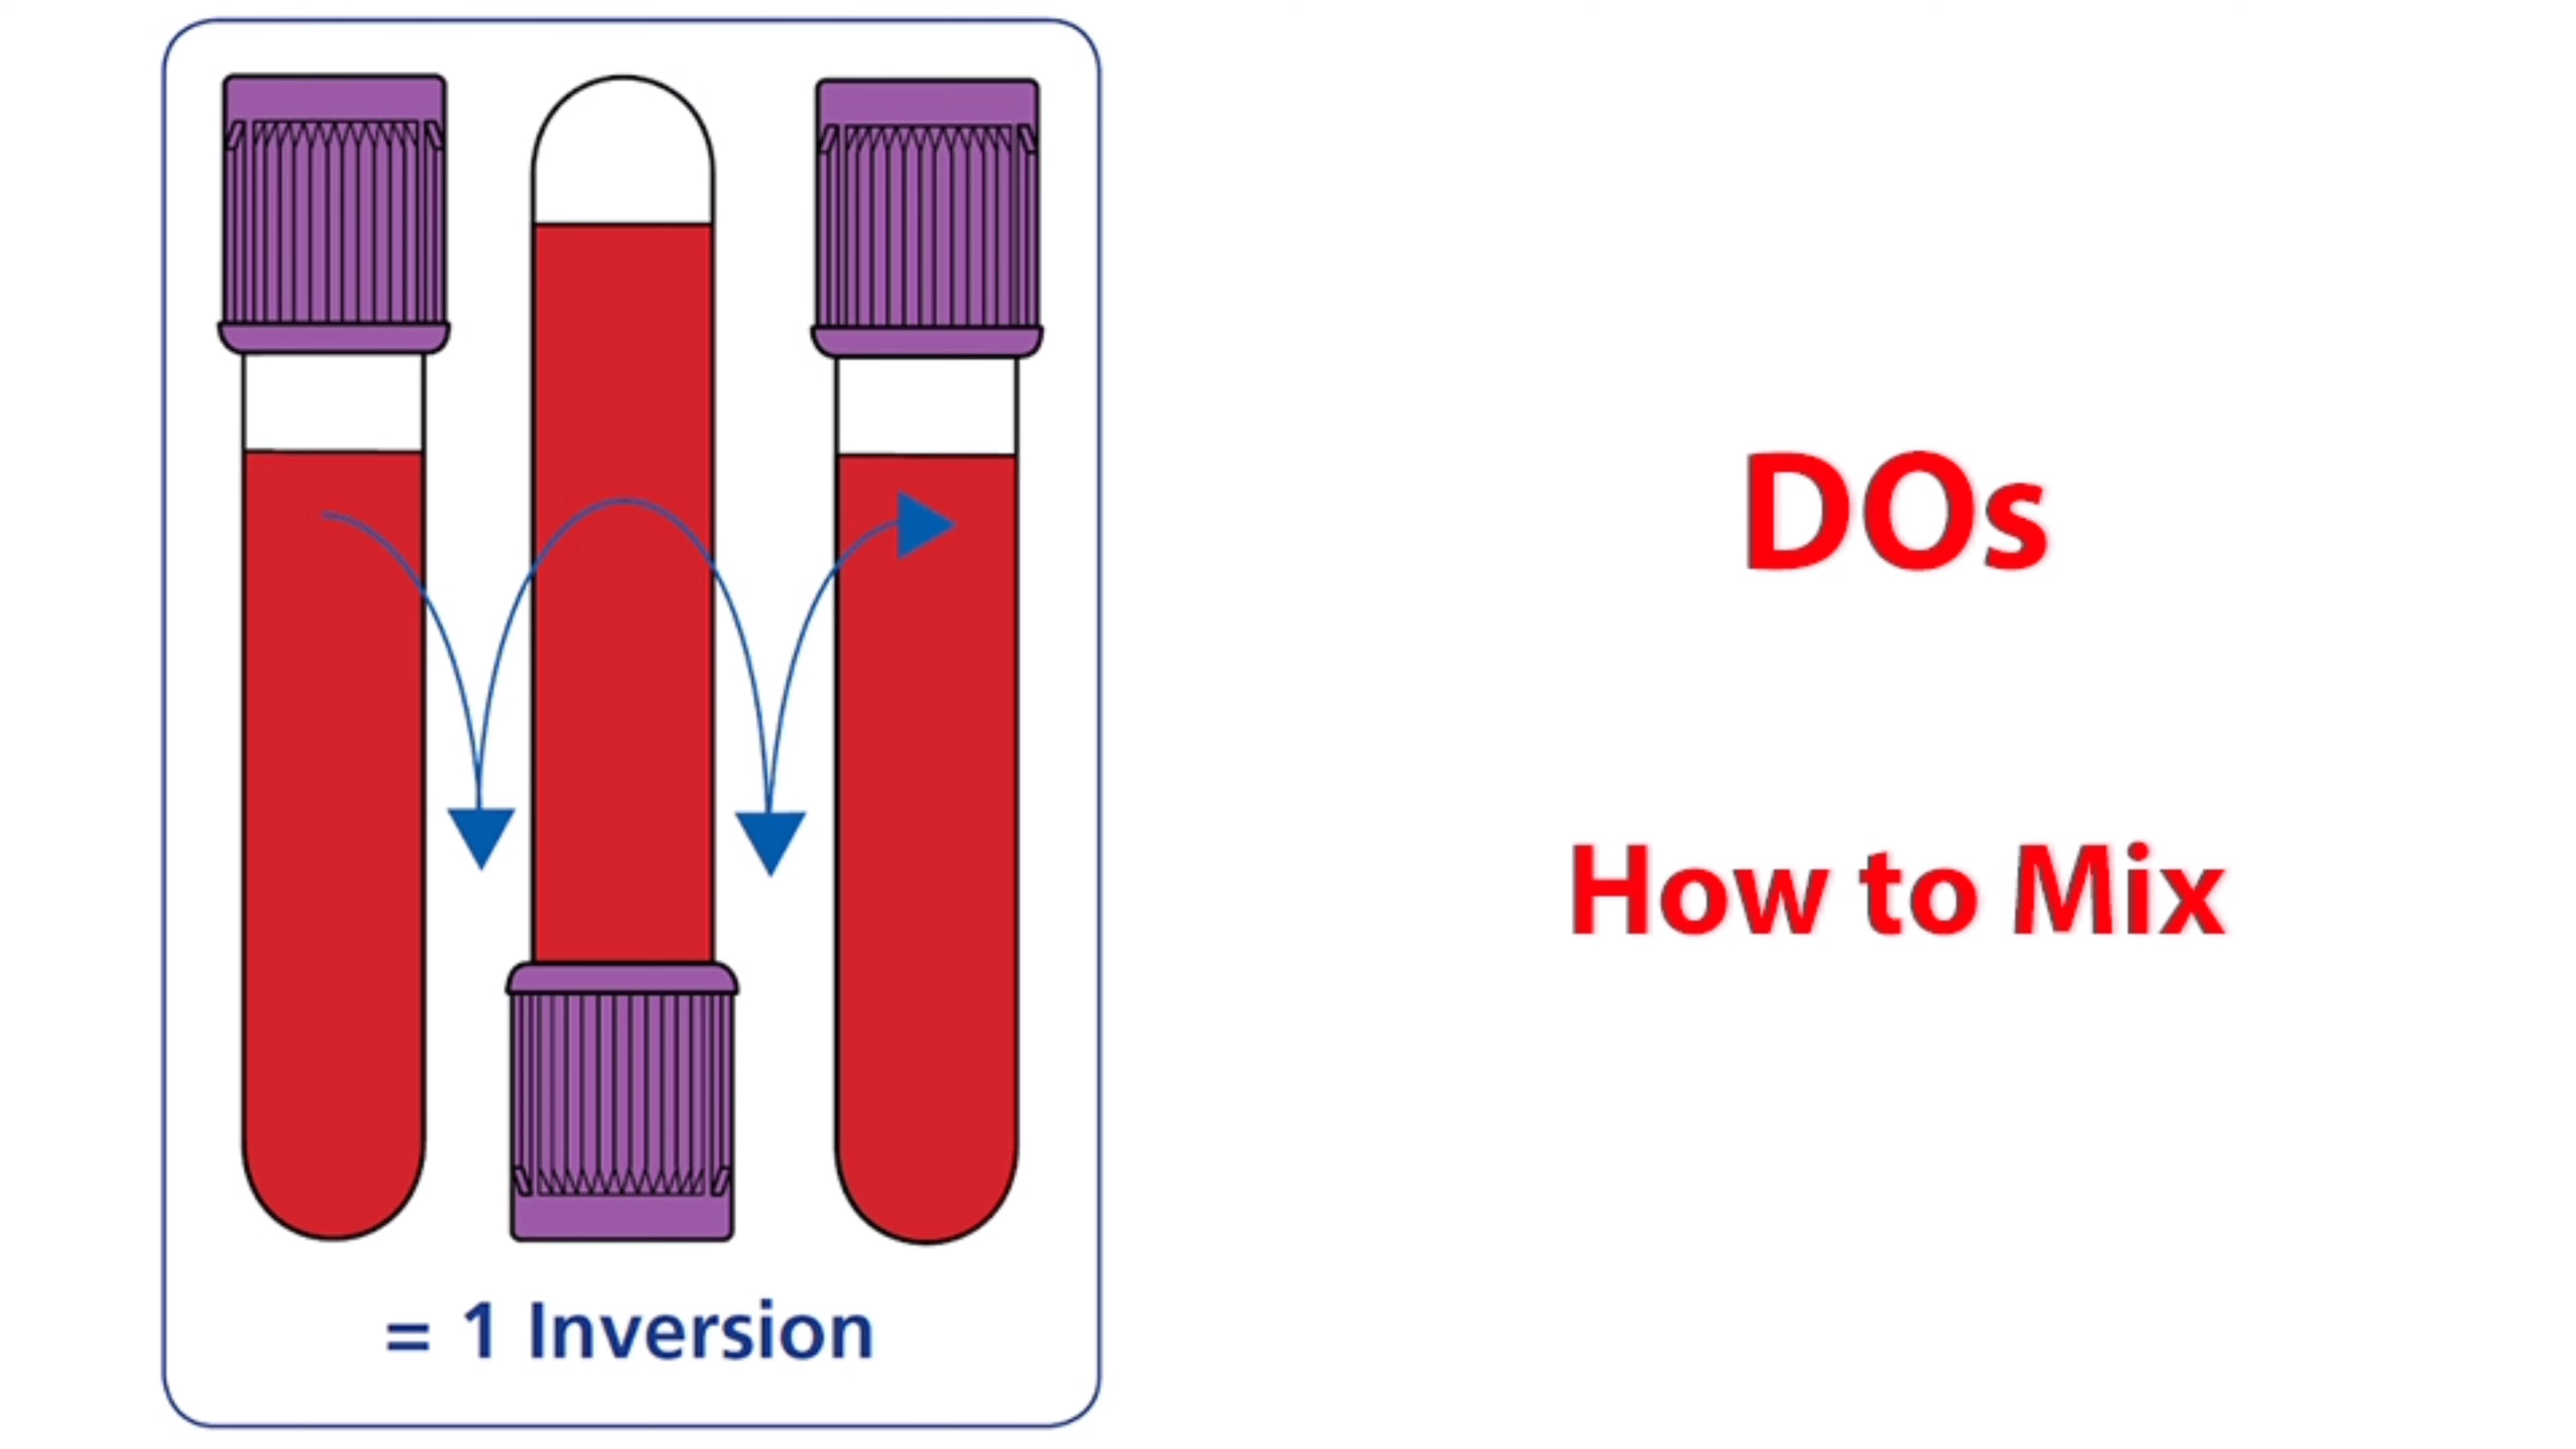 = 1 Inversion
DOs
How to Mix